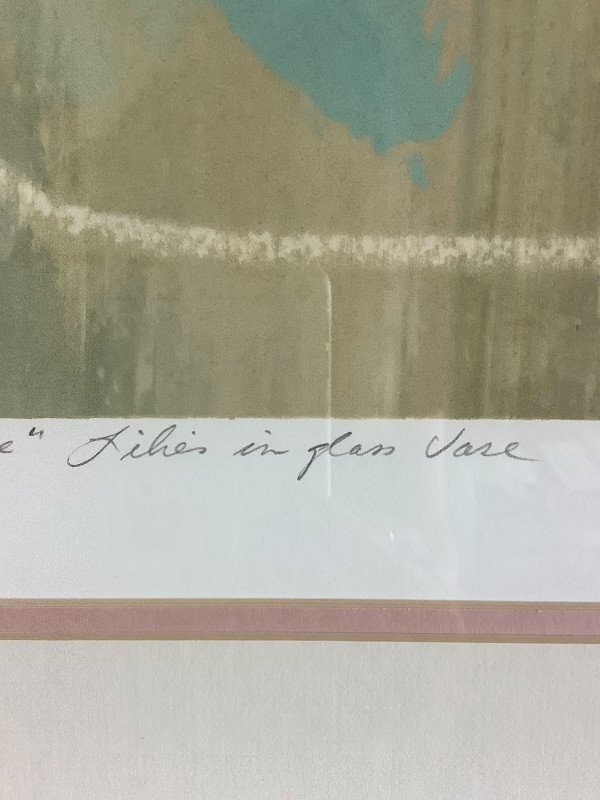 e" Lilies in glass Vase